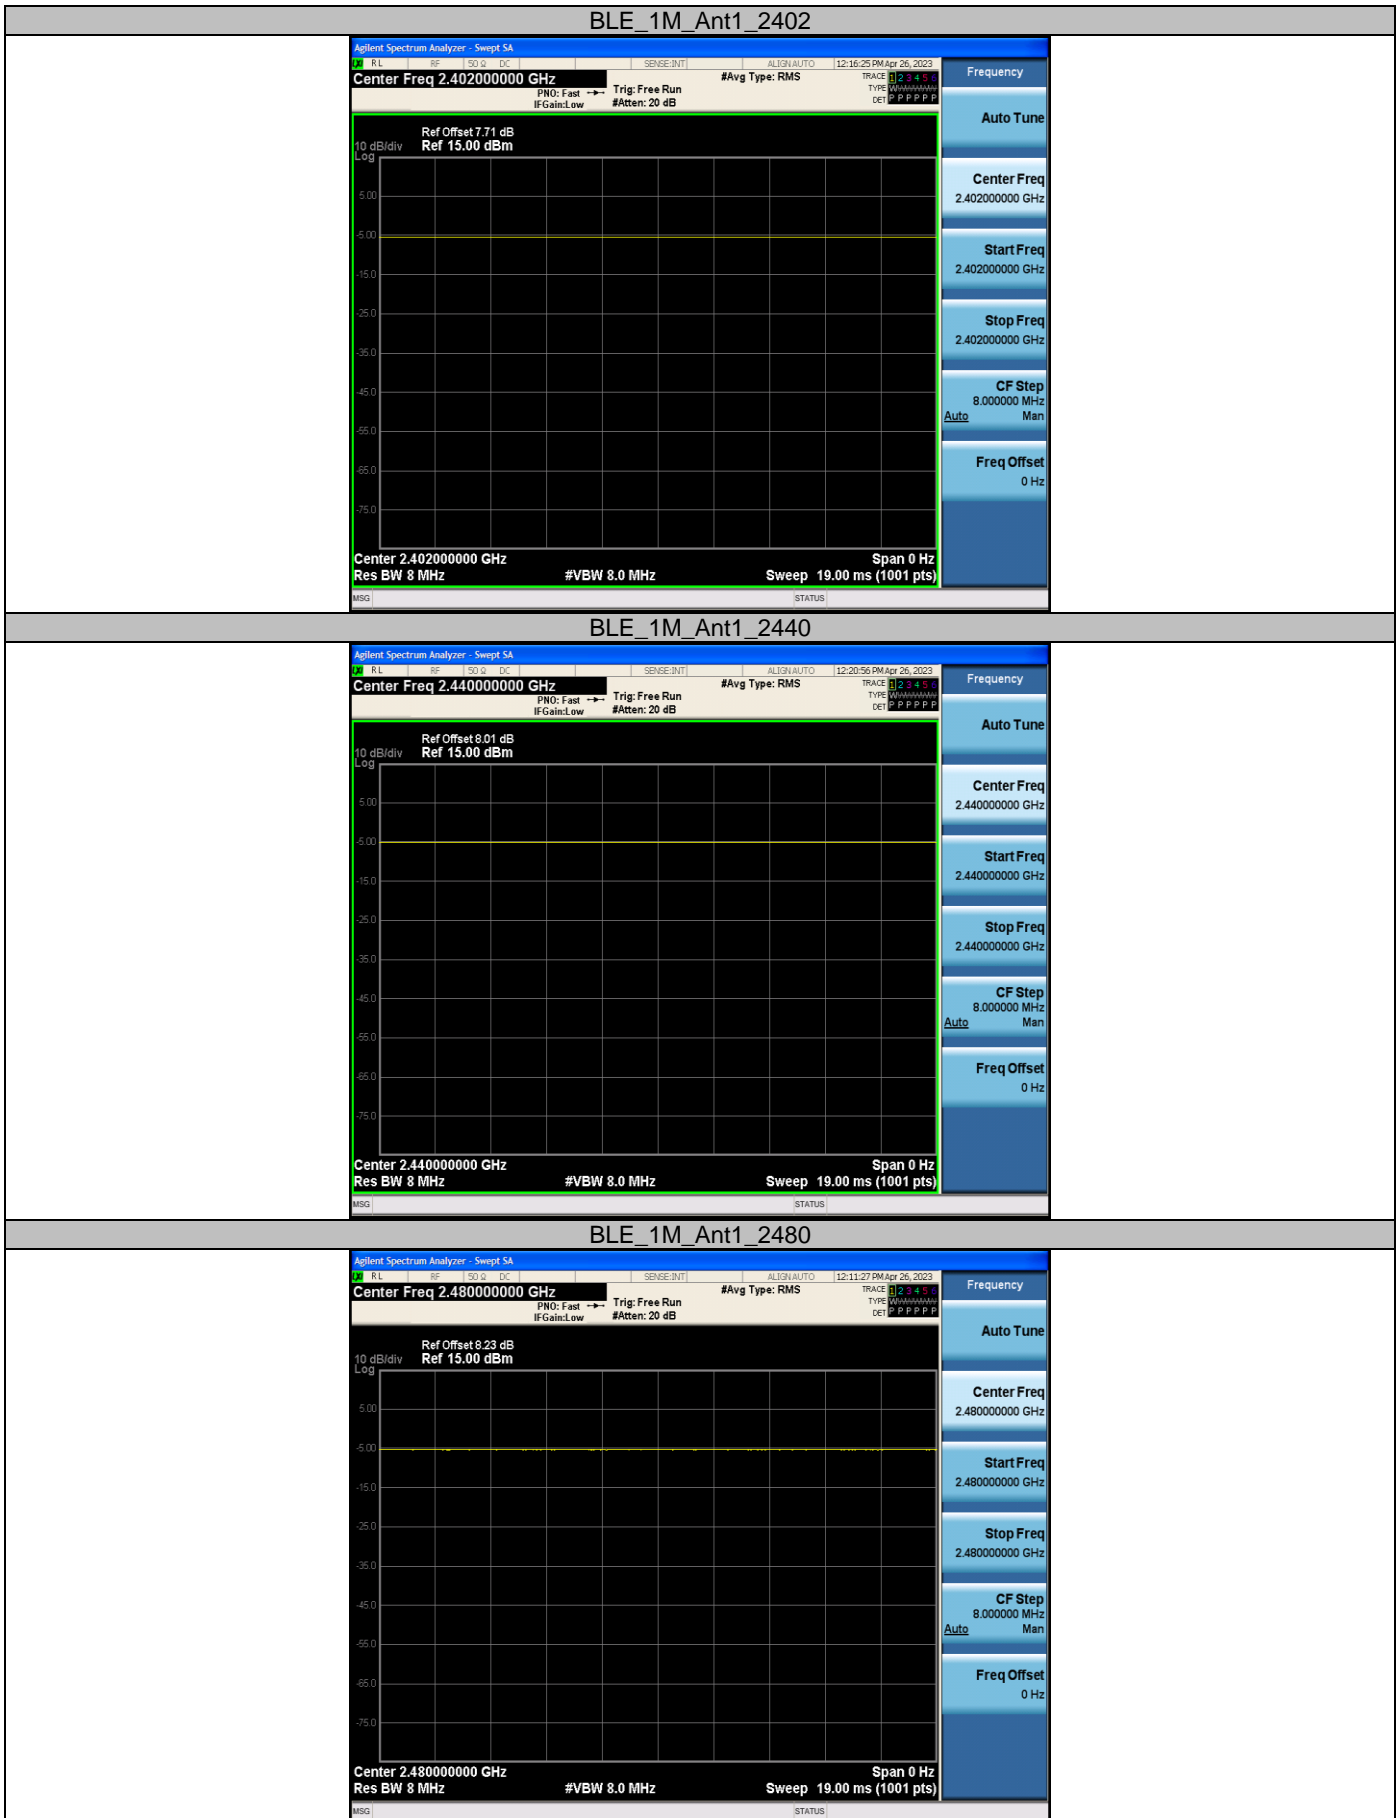 BLE_1M_Ant1_2402
Agilent Spectrum Analyzer - Swept SA
RL RF 50 Ω DC SENSE:INT ALIGNAUTO 12:16:25 PM Apr 26, 2023
Center Freq 2.402000000 GHz #Avg Type: RMS TRACE 1 2 3 4 5 6
PNO: Fast Trig: Free Run TYPE
IFGain:Low #Atten: 20 dB DET P P P P P P
Frequency
Auto Tune
Center Freq
2.402000000 GHz
Start Freq
2.402000000 GHz
Stop Freq
2.402000000 GHz
CF Step
8.000000 MHz
Auto Man
Freq Offset
0 Hz
Ref Offset 7.71 dB
10 dB/div Ref 15.00 dBm
Log
5.00
-5.00
-15.0
-25.0
-35.0
-45.0
-55.0
-65.0
-75.0
Center 2.402000000 GHz Span 0 Hz
Res BW 8 MHz #VBW 8.0 MHz Sweep 19.00 ms (1001 pts)
MSG STATUS
BLE_1M_Ant1_2440
Agilent Spectrum Analyzer - Swept SA
RL RF 50 Ω DC SENSE:INT ALIGNAUTO 12:20:56 PM Apr 26, 2023
Center Freq 2.440000000 GHz #Avg Type: RMS TRACE 1 2 3 4 5 6
PNO: Fast Trig: Free Run TYPE
IFGain:Low #Atten: 20 dB DET P P P P P P
Frequency
Auto Tune
Center Freq
2.440000000 GHz
Start Freq
2.440000000 GHz
Stop Freq
2.440000000 GHz
CF Step
8.000000 MHz
Auto Man
Freq Offset
0 Hz
Ref Offset 8.01 dB
10 dB/div Ref 15.00 dBm
Log
5.00
-5.00
-15.0
-25.0
-35.0
-45.0
-55.0
-65.0
-75.0
Center 2.440000000 GHz Span 0 Hz
Res BW 8 MHz #VBW 8.0 MHz Sweep 19.00 ms (1001 pts)
MSG STATUS
BLE_1M_Ant1_2480
Agilent Spectrum Analyzer - Swept SA
RL RF 50 Ω DC SENSE:INT ALIGNAUTO 12:11:27 PM Apr 26, 2023
Center Freq 2.480000000 GHz #Avg Type: RMS TRACE 1 2 3 4 5 6
PNO: Fast Trig: Free Run TYPE
IFGain:Low #Atten: 20 dB DET P P P P P P
Frequency
Auto Tune
Center Freq
2.480000000 GHz
Start Freq
2.480000000 GHz
Stop Freq
2.480000000 GHz
CF Step
8.000000 MHz
Auto Man
Freq Offset
0 Hz
Ref Offset 8.23 dB
10 dB/div Ref 15.00 dBm
Log
5.00
-5.00
-15.0
-25.0
-35.0
-45.0
-55.0
-65.0
-75.0
Center 2.480000000 GHz Span 0 Hz
Res BW 8 MHz #VBW 8.0 MHz Sweep 19.00 ms (1001 pts)
MSG STATUS